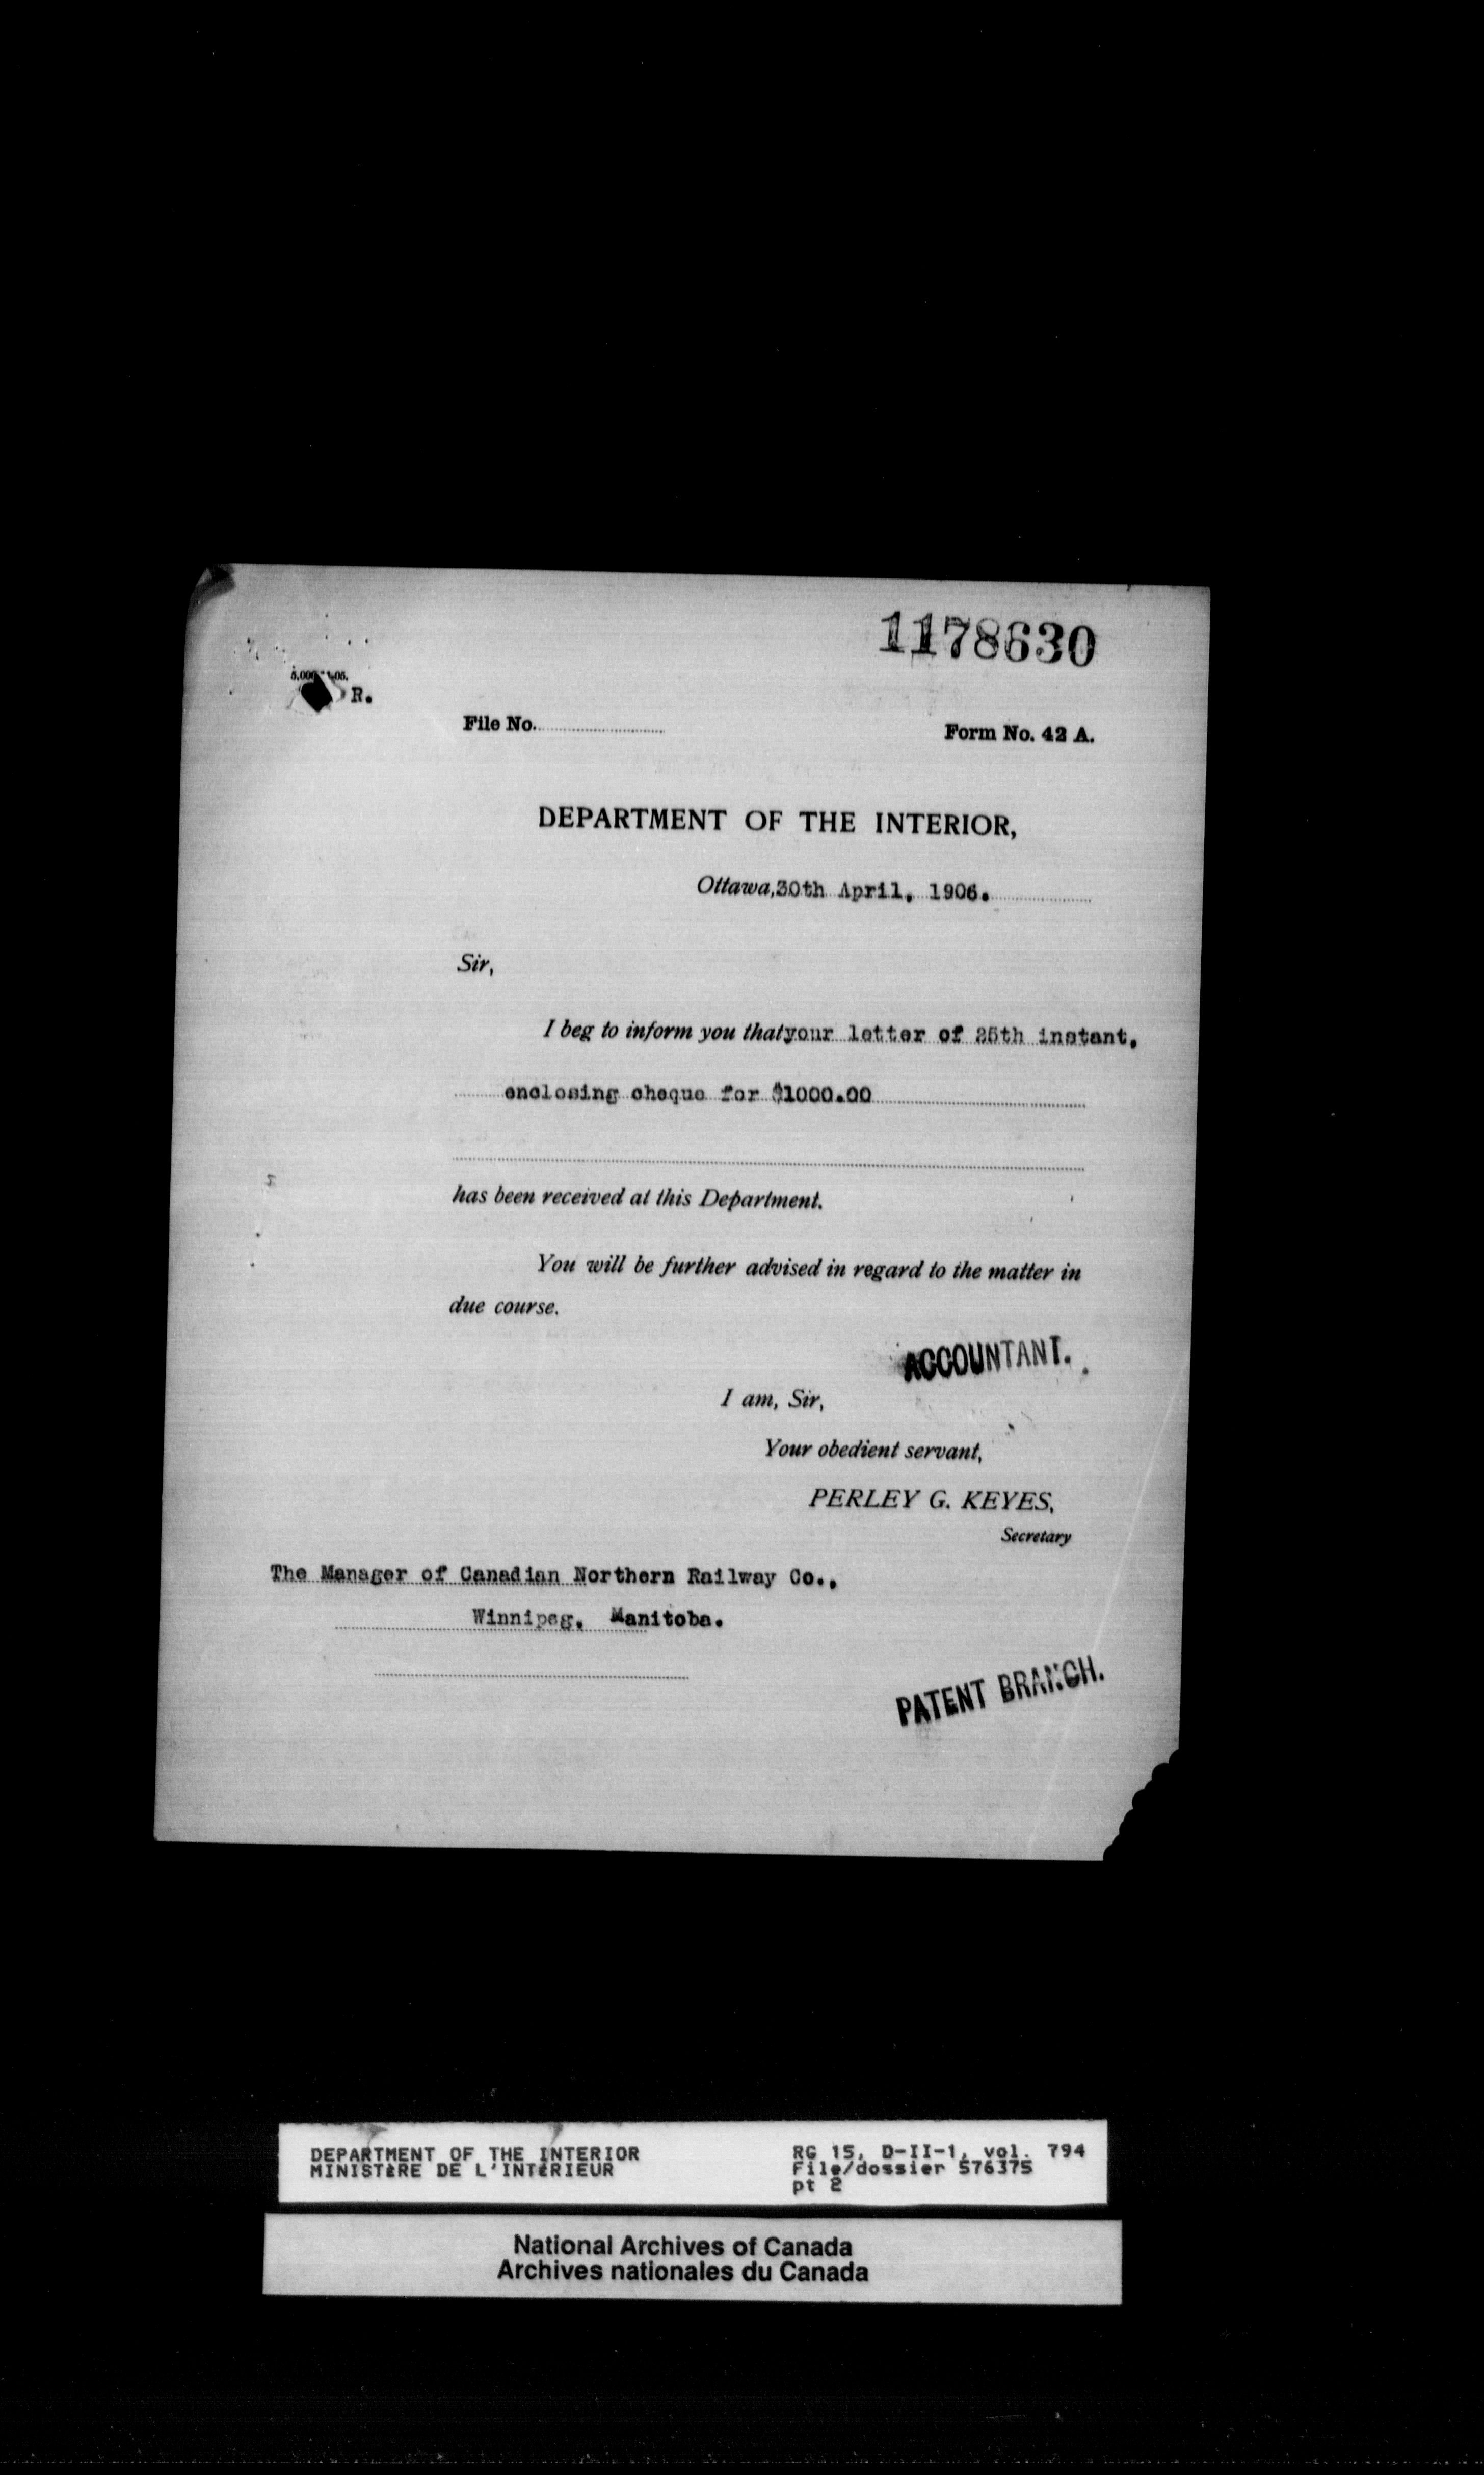 1178630
R.
File No.
Form No. 42 A.
DEPARTMENT OF THE INTERIOR,
Ottawa, 30th April, 1906.
Sir,
I beg to inform you that your letter of 25th instant,
enclosing cheque for $1000.00
has been received at this Department.
You will be further advised in regard to the matter in
due course.
ACCOUNTANT.
I am, Sir,
Your obedient servant,
PERLEY G. KEYES,
Secretary
The Manager of Canadian Northern Railway Co.,
Winnipeg, Manitoba.
PATENT BRANCH.
DEPARTMENT OF THE INTERIOR
MINISTÈRE DE L'INTÉRIEUR
RG 15, D-II-1, vol. 794
File/dossier 576375
pt 2
National Archives of Canada
Archives nationales du Canada